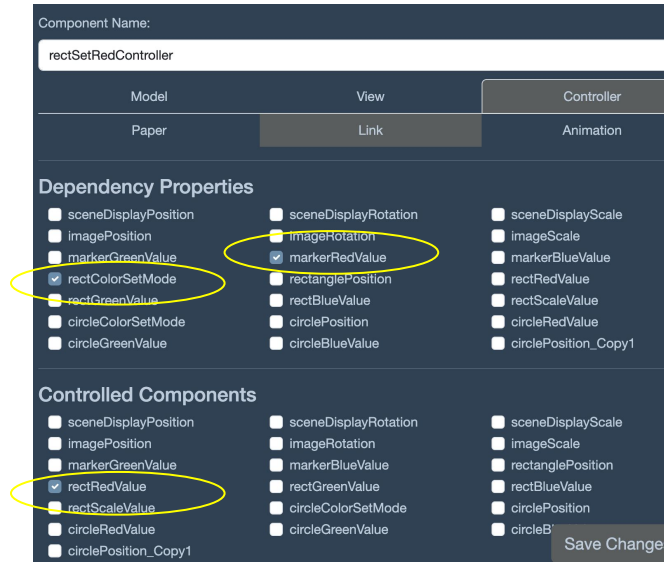 Component Name:
rectSetRedController
Model View Controller
Paper Link Animation
Dependency Properties
sceneDisplayPosition sceneDisplayRotation sceneDisplayScale
imagePosition imageRotation imageScale
markerGreenValue markerRedValue markerBlueValue
rectColorSetMode rectanglePosition rectRedValue
rectGreenValue rectBlueValue rectScaleValue
circleColorSetMode circlePosition circleRedValue
circleGreenValue circleBlueValue circlePosition_Copy1
Controlled Components
sceneDisplayPosition sceneDisplayRotation sceneDisplayScale
imagePosition imageRotation imageScale
markerGreenValue markerBlueValue rectanglePosition
rectRedValue rectGreenValue rectBlueValue
rectScaleValue circleColorSetMode circlePosition
circleRedValue circleGreenValue circleB
circlePosition_Copy1 Save Change